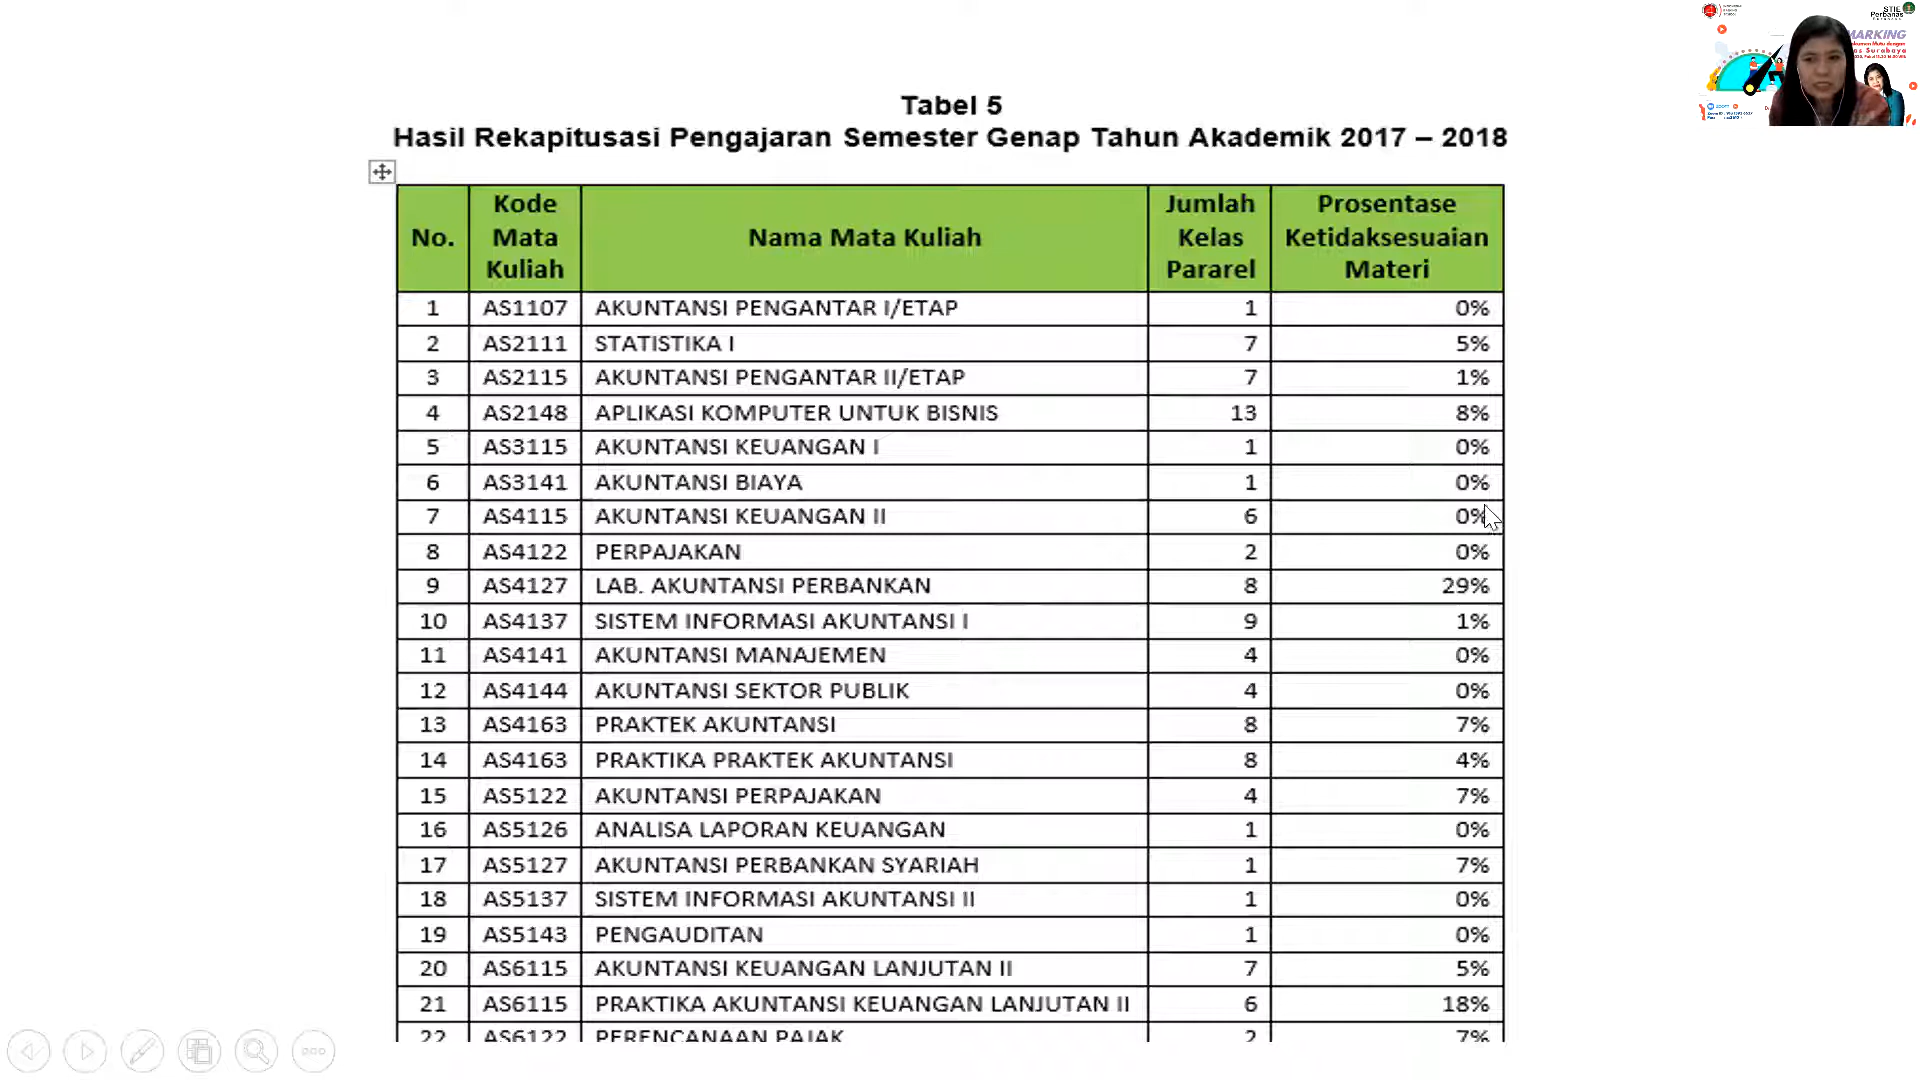 STIE
Perbanas
MARKING
Tabel 5
Hasil Rekapitusasi Pengajaran Semester Genap Tahun Akademik 2017 – 2018
No. Kode Mata Kuliah Nama Mata Kuliah Jumlah Kelas Pararel Prosentase Ketidaksesuaian Materi
1 AS1107 AKUNTANSI PENGANTAR I/ETAP 1 0%
2 AS2111 STATISTIKA I 7 5%
3 AS2115 AKUNTANSI PENGANTAR II/ETAP 7 1%
4 AS2148 APLIKASI KOMPUTER UNTUK BISNIS 13 8%
5 AS3115 AKUNTANSI KEUANGAN I 1 0%
6 AS3141 AKUNTANSI BIAYA 1 0%
7 AS4115 AKUNTANSI KEUANGAN II 6 0%
8 AS4122 PERPAJAKAN 2 0%
9 AS4127 LAB. AKUNTANSI PERBANKAN 8 29%
10 AS4137 SISTEM INFORMASI AKUNTANSI I 9 1%
11 AS4141 AKUNTANSI MANAJEMEN 4 0%
12 AS4144 AKUNTANSI SEKTOR PUBLIK 4 0%
13 AS4163 PRAKTEK AKUNTANSI 8 7%
14 AS4163 PRAKTIKA PRAKTEK AKUNTANSI 8 4%
15 AS5122 AKUNTANSI PERPAJAKAN 4 7%
16 AS5126 ANALISA LAPORAN KEUANGAN 1 0%
17 AS5127 AKUNTANSI PERBANKAN SYARIAH 1 7%
18 AS5137 SISTEM INFORMASI AKUNTANSI II 1 0%
19 AS5143 PENGAUDITAN 1 0%
20 AS6115 AKUNTANSI KEUANGAN LANJUTAN II 7 5%
21 AS6115 PRAKTIKA AKUNTANSI KEUANGAN LANJUTAN II 6 18%
22 AS6122 PERENCANAAN PAJAK 2 7%